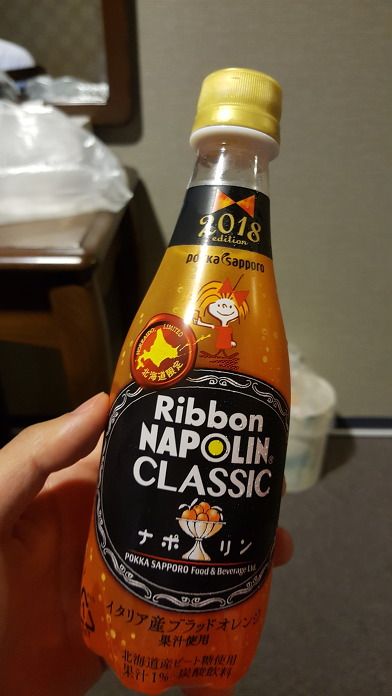 2018
edition
POKKA SAPPORO
HOKKAIDO LIMITED
北海道限定
Ribbon
NAPOLIN®
CLASSIC
ナポリン
POKKA SAPPORO Food & Beverage Ltd.
イタリア産ブラッドオレンジ
果汁使用
北海道産ビート糖使用
果汁1% 炭酸飲料